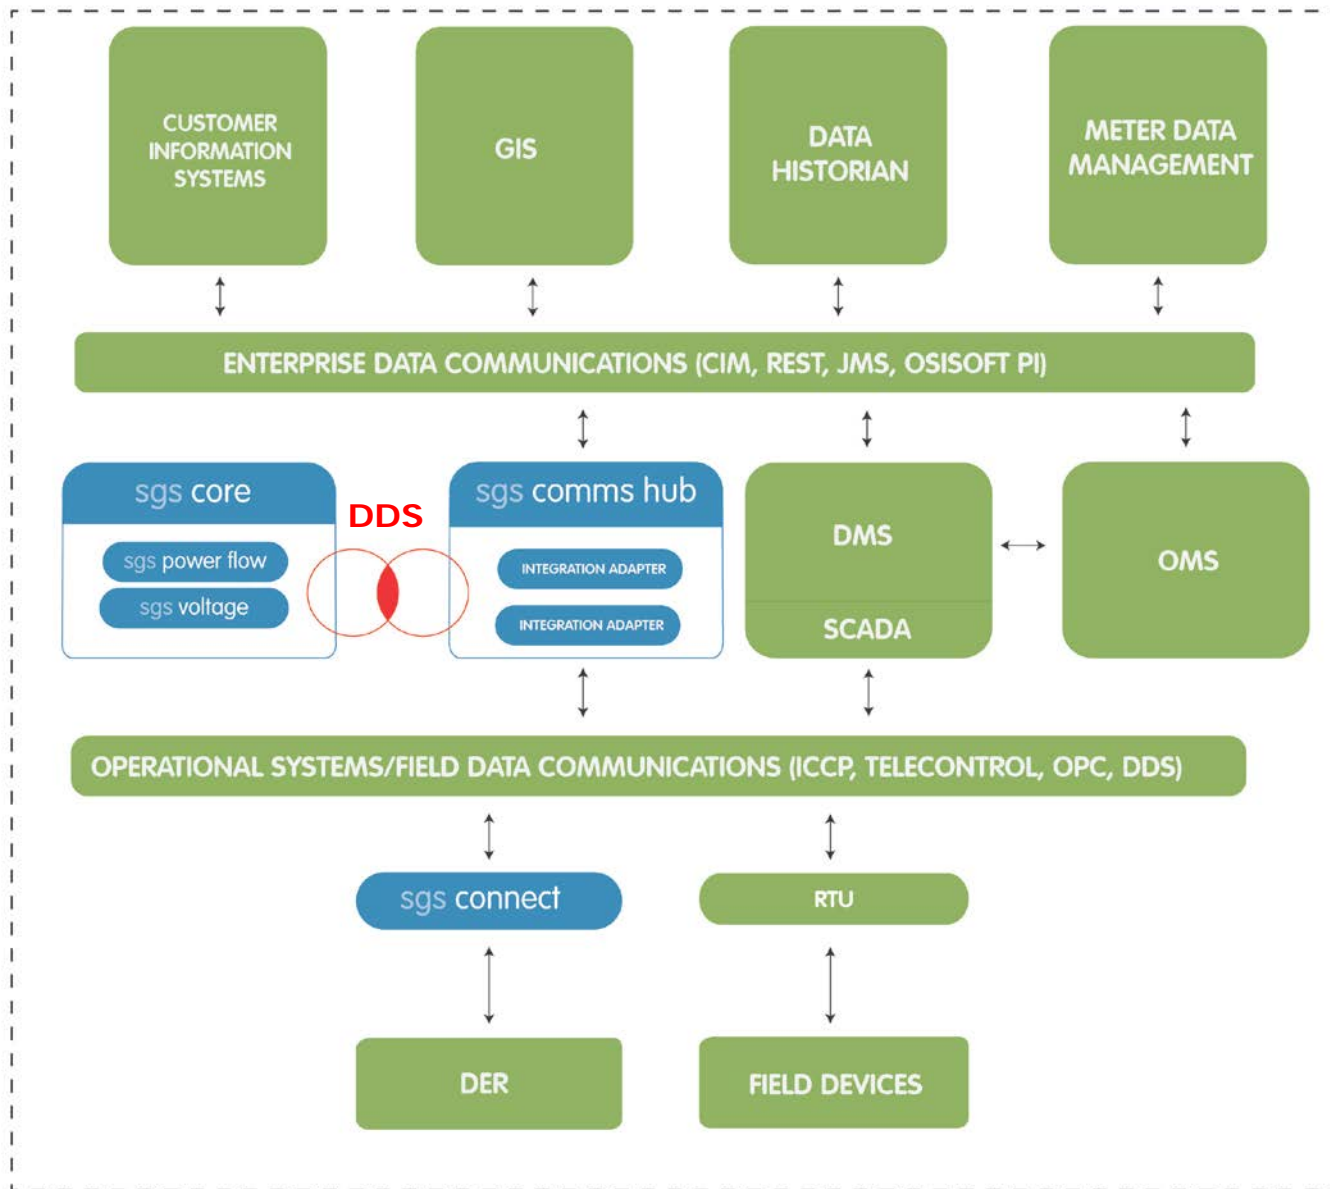 CUSTOMER
INFORMATION
SYSTEMS
GIS
DATA
HISTORIAN
METER DATA
MANAGEMENT
ENTERPRISE DATA COMMUNICATIONS (CIM, REST, JMS, OSISOFT PI)
sgs core
sgs power flow
sgs voltage
DDS
sgs comms hub
INTEGRATION ADAPTER
INTEGRATION ADAPTER
DMS
SCADA
OMS
OPERATIONAL SYSTEMS/FIELD DATA COMMUNICATIONS (ICCP, TELECONTROL, OPC, DDS)
sgs connect
RTU
DER
FIELD DEVICES